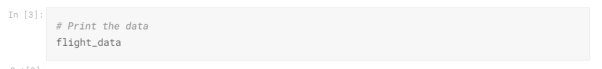 In [3]:
# Print the data
flight_data